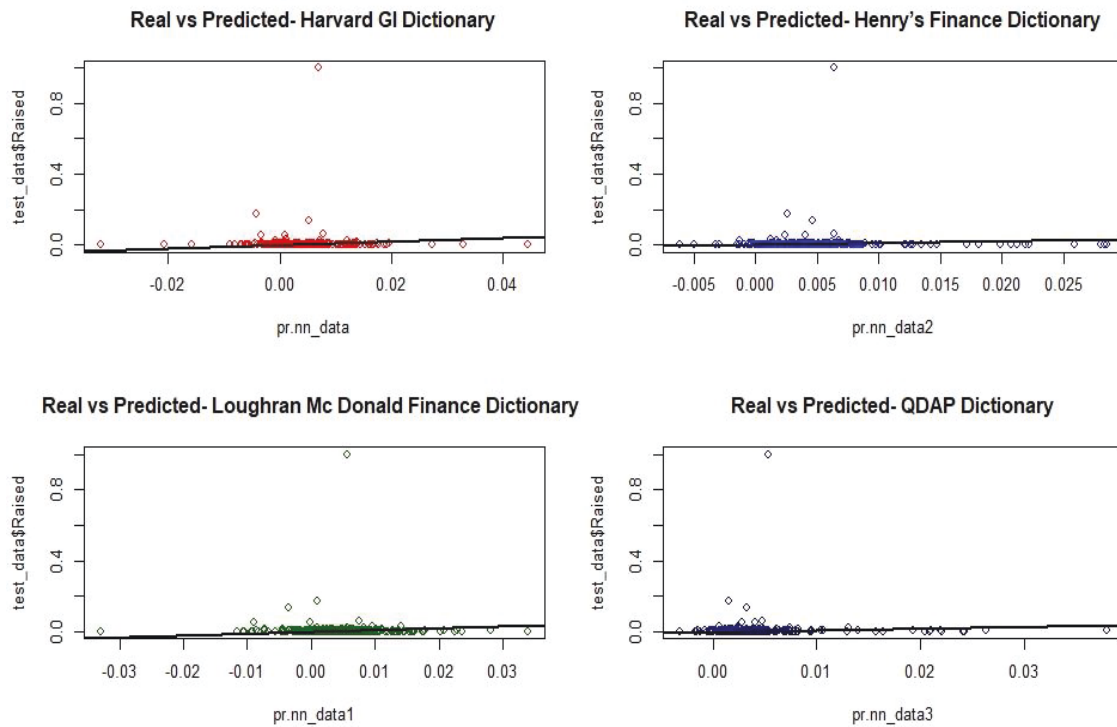 Real vs Predicted- Harvard GI Dictionary
test_data$Raised
0.8
0.4
0.0
-0.02 0.00 0.02 0.04
pr.nn_data
Real vs Predicted- Henry's Finance Dictionary
test_data$Raised
0.8
0.4
0.0
-0.005 0.000 0.005 0.010 0.015 0.020 0.025
pr.nn_data2
Real vs Predicted- Loughran Mc Donald Finance Dictionary
test_data$Raised
0.8
0.4
0.0
-0.03 -0.02 -0.01 0.00 0.01 0.02 0.03
pr.nn_data1
Real vs Predicted- QDAP Dictionary
test_data$Raised
0.8
0.4
0.0
0.00 0.01 0.02 0.03
pr.nn_data3